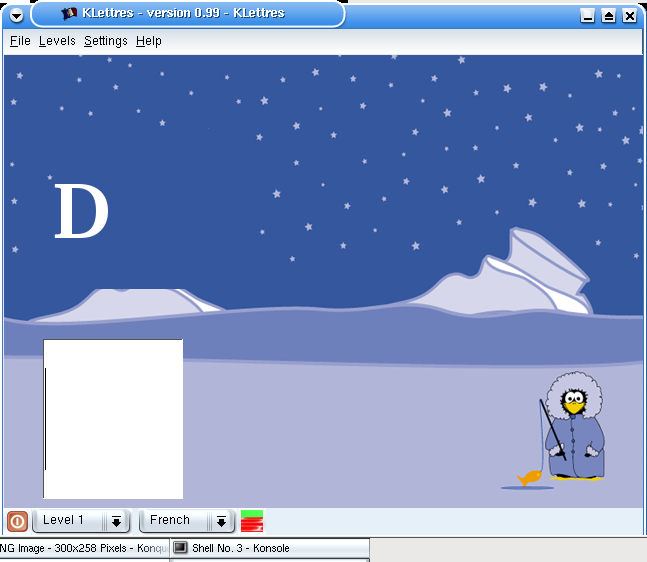 KLettres - version 0.99 - KLettres
File Levels Settings Help
D
Level 1 French
NG Image - 300x258 Pixels - Konqu Shell No. 3 - Konsole